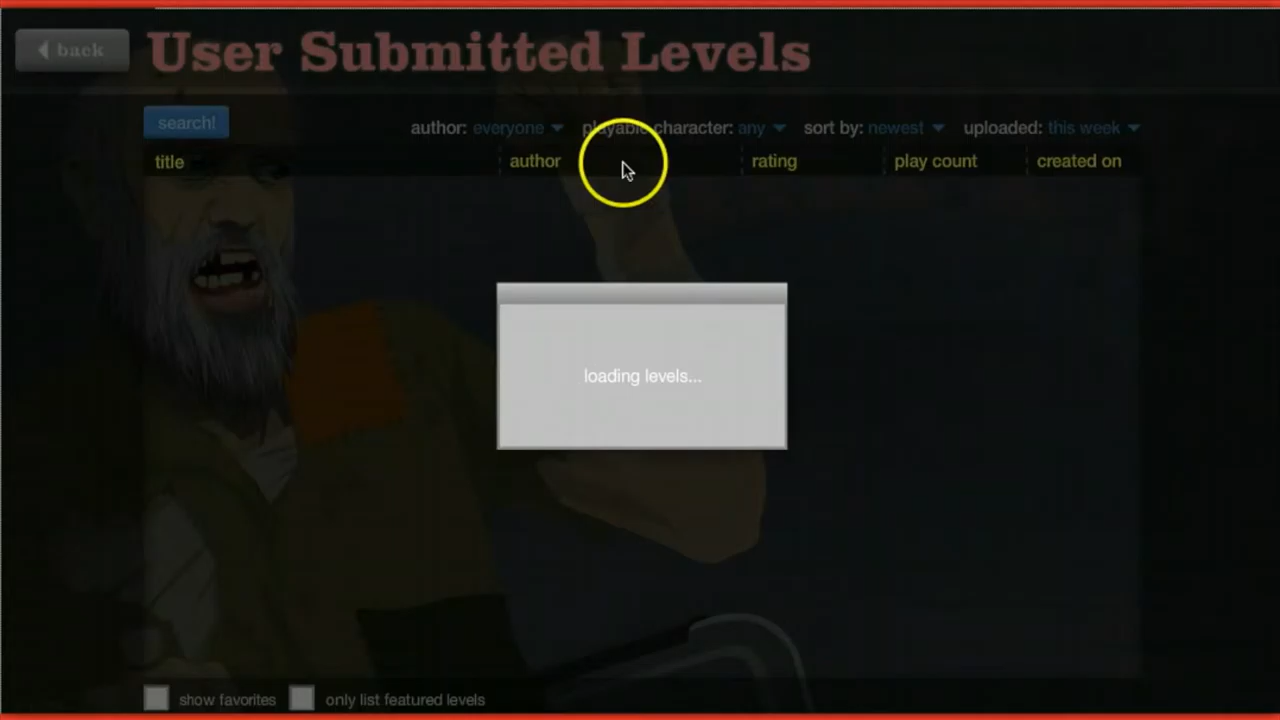 back
User Submitted Levels
search!
author: everyone playable character: any sort by: newest uploaded: this week
title author rating play count created on
loading levels...
show favorites only list featured levels